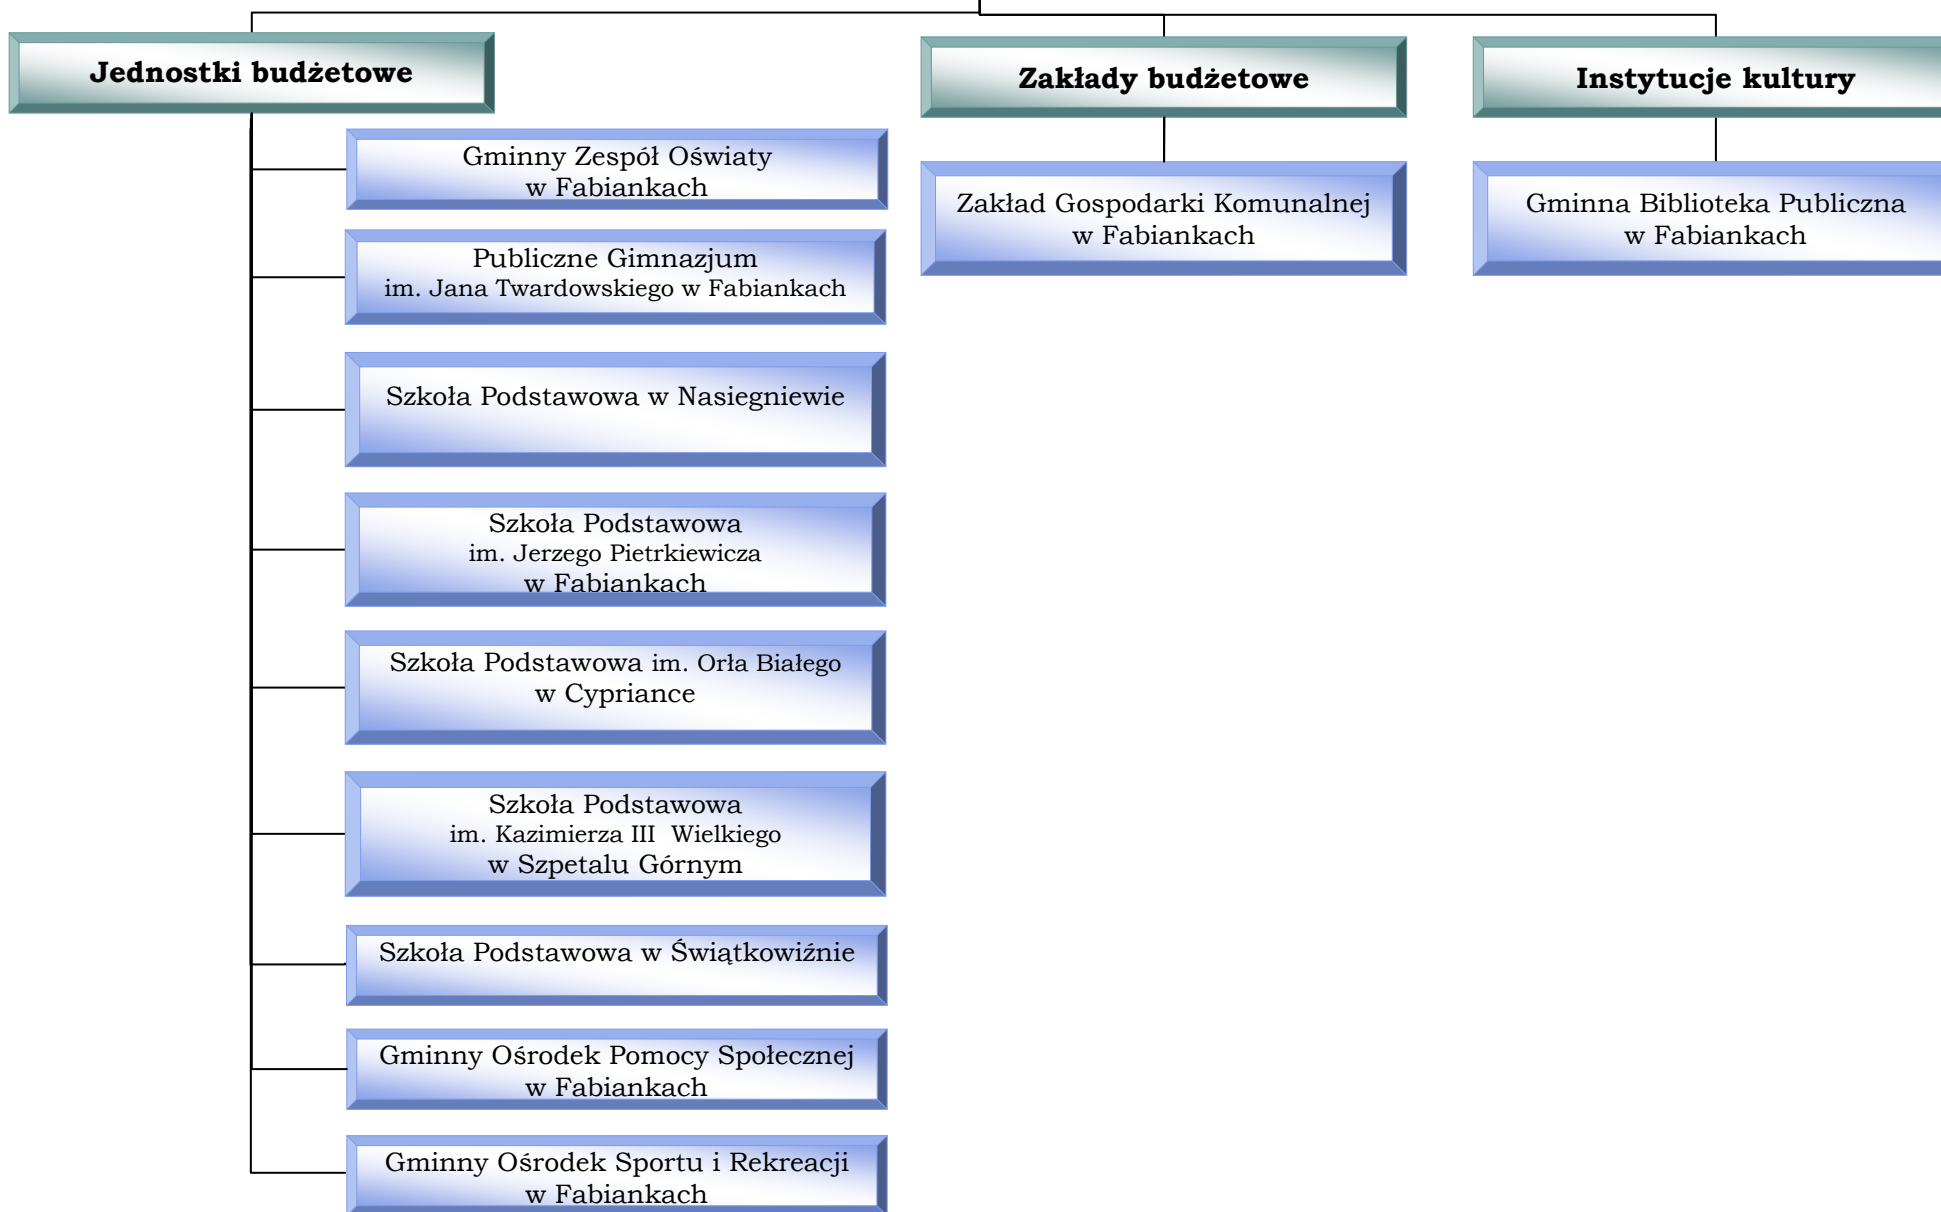 Jednostki budżetowe
Zakłady budżetowe
Instytucje kultury
Gminny Zespół Oświaty
w Fabiankach
Publiczne Gimnazjum
im. Jana Twardowskiego w Fabiankach
Szkoła Podstawowa w Nasiegniewie
Szkoła Podstawowa
im. Jerzego Pietrkiewicza
w Fabiankach
Szkoła Podstawowa im. Orła Białego
w Cypriance
Szkoła Podstawowa
im. Kazimierza III  Wielkiego
w Szpetalu Górnym
Szkoła Podstawowa w Świątkowiźnie
Gminny Ośrodek Pomocy Społecznej
w Fabiankach
Gminny Ośrodek Sportu i Rekreacji
w Fabiankach
Zakład Gospodarki Komunalnej
w Fabiankach
Gminna Biblioteka Publiczna
w Fabiankach